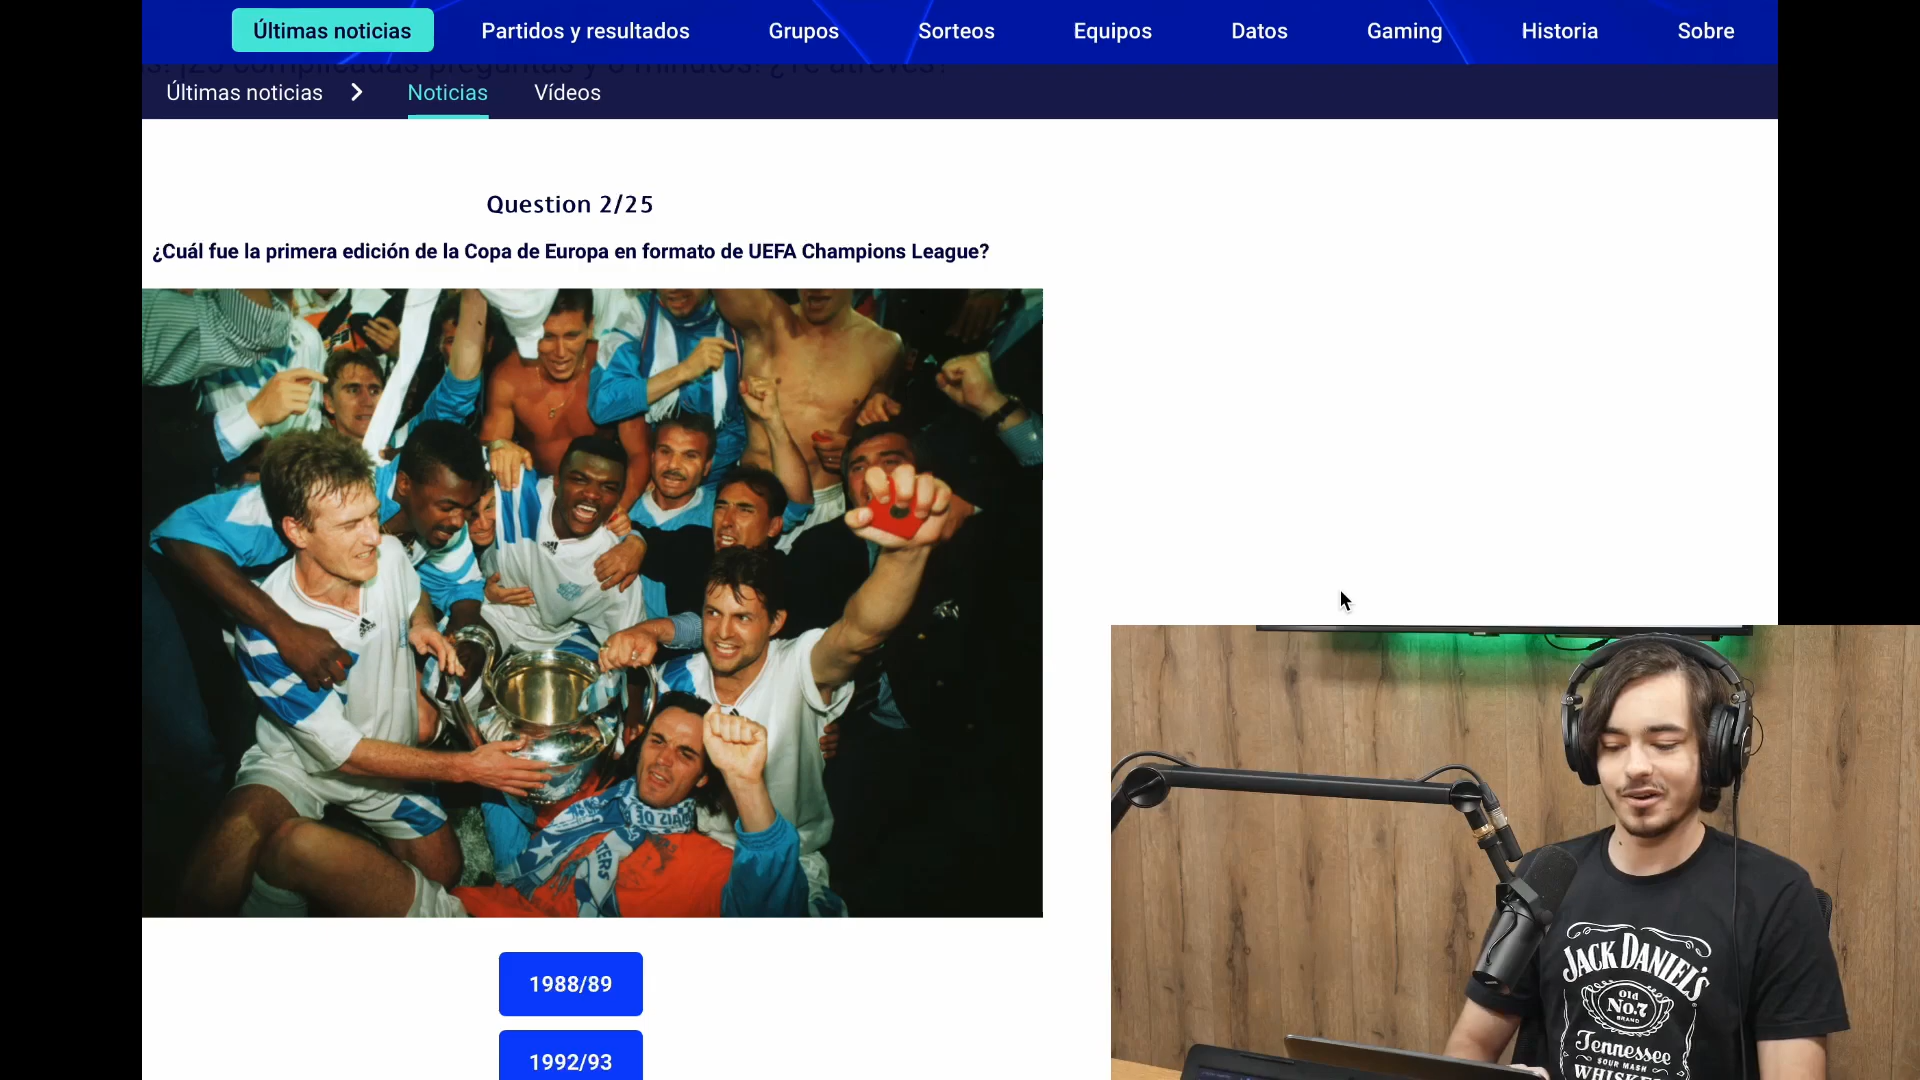 Últimas noticias Partidos y resultados Grupos Sorteos Equipos Datos Gaming Historia Sobre
Últimas noticias Noticias Vídeos
Question 2/25
¿Cuál fue la primera edición de la Copa de Europa en formato de UEFA Champions League?
1988/89
1992/93
JACK DANIEL'S
Old
No.7
BRAND
Tennessee
SOUR MASH